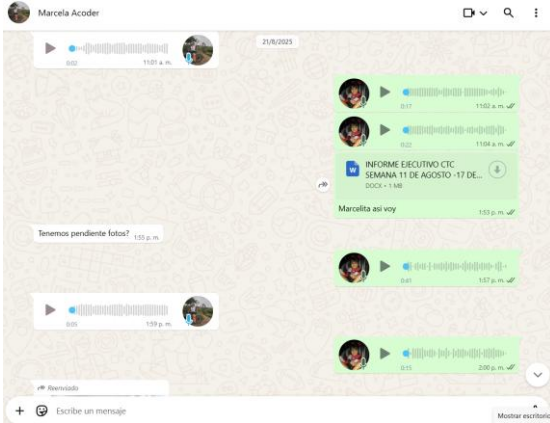 Marcela Acoder
21/8/2025
0:02 11:01 a. m.
0:17 11:02 a. m.
0:22 11:04 a. m.
W
INFORME EJECUTIVO CTC
SEMANA 11 DE AGOSTO -17 DE...
DOCX • 1 MB
Marcelita asi voy
1:53 p. m.
Tenemos pendiente fotos? 1:55 p. m.
0:41 1:57 p. m.
0:05 1:59 p. m.
0:33 2:00 p. m.
Reenviado
Escribe un mensaje
Mostrar escritorio